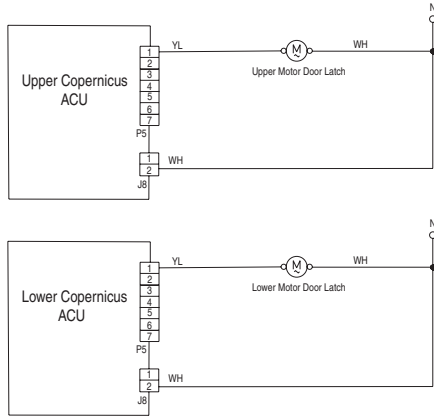 N
YL
WH
1
2
3
4
5
6
7
Upper Copernicus
ACU
Upper Motor Door Latch
M
P5
1
2
WH
J8
N
YL
WH
1
2
3
4
5
6
7
Lower Copernicus
ACU
Lower Motor Door Latch
M
P5
1
2
WH
J8